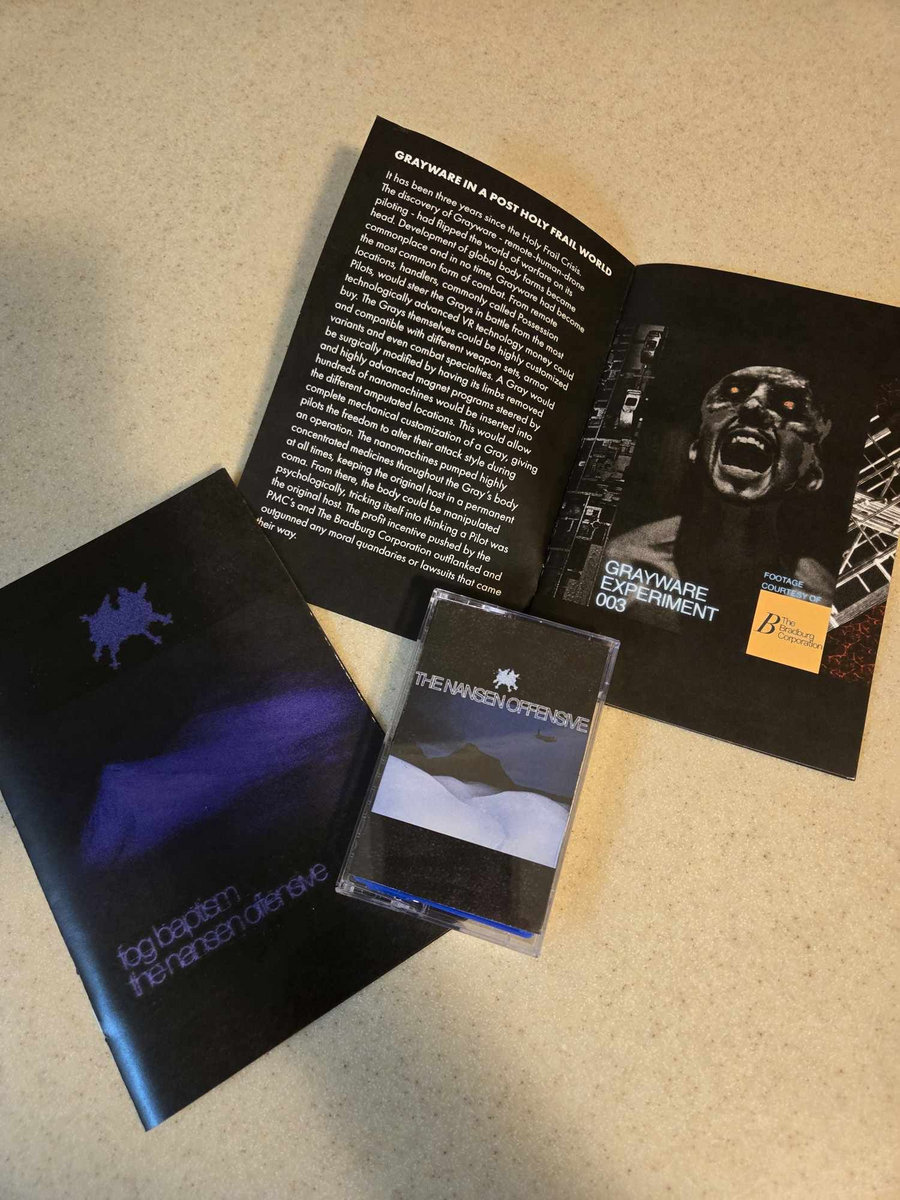 GRAYWARE IN A POST HOLY FRAIL WORLD
It has been three years since the Holy Frail Crisis.
The discovery of Grayware - remote-human-drone
piloting - had flipped the world of warfare on its
head. Development of global body farms became
commonplace and in no time, Grayware had become
the most common form of combat. From remote
locations, handlers, commonly called Possession
Pilots, would steer the Grays in battle from the most
technologically advanced VR technology money could
buy. The Grays themselves could be highly customized
and compatible with different weapon sets, armor
variants and even combat specialties. A Gray would
be surgically modified by having its limbs removed
and highly advanced magnet programs steered by
hundreds of nanomachines would be inserted into
the different amputated locations. This would allow
complete mechanical customization of a Gray, giving
pilots the freedom to alter their attack style during
an operation. The nanomachines pumped highly
concentrated medicines throughout the Gray's body
at all times, keeping the original host in a permanent
coma. From there, the body could be manipulated
psychologically, tricking itself into thinking a Pilot was
the original host. The profit incentive pushed by the
PMC's and The Bradburg Corporation outflanked and
outgunned any moral quandaries or lawsuits that came
their way.
GRAYWARE
EXPERIMENT
003
FOOTAGE
COURTESY OF
B The
Bradburg
Corporation
THE NANSEN OFFENSIVE
fog baptism
the nansen offensive